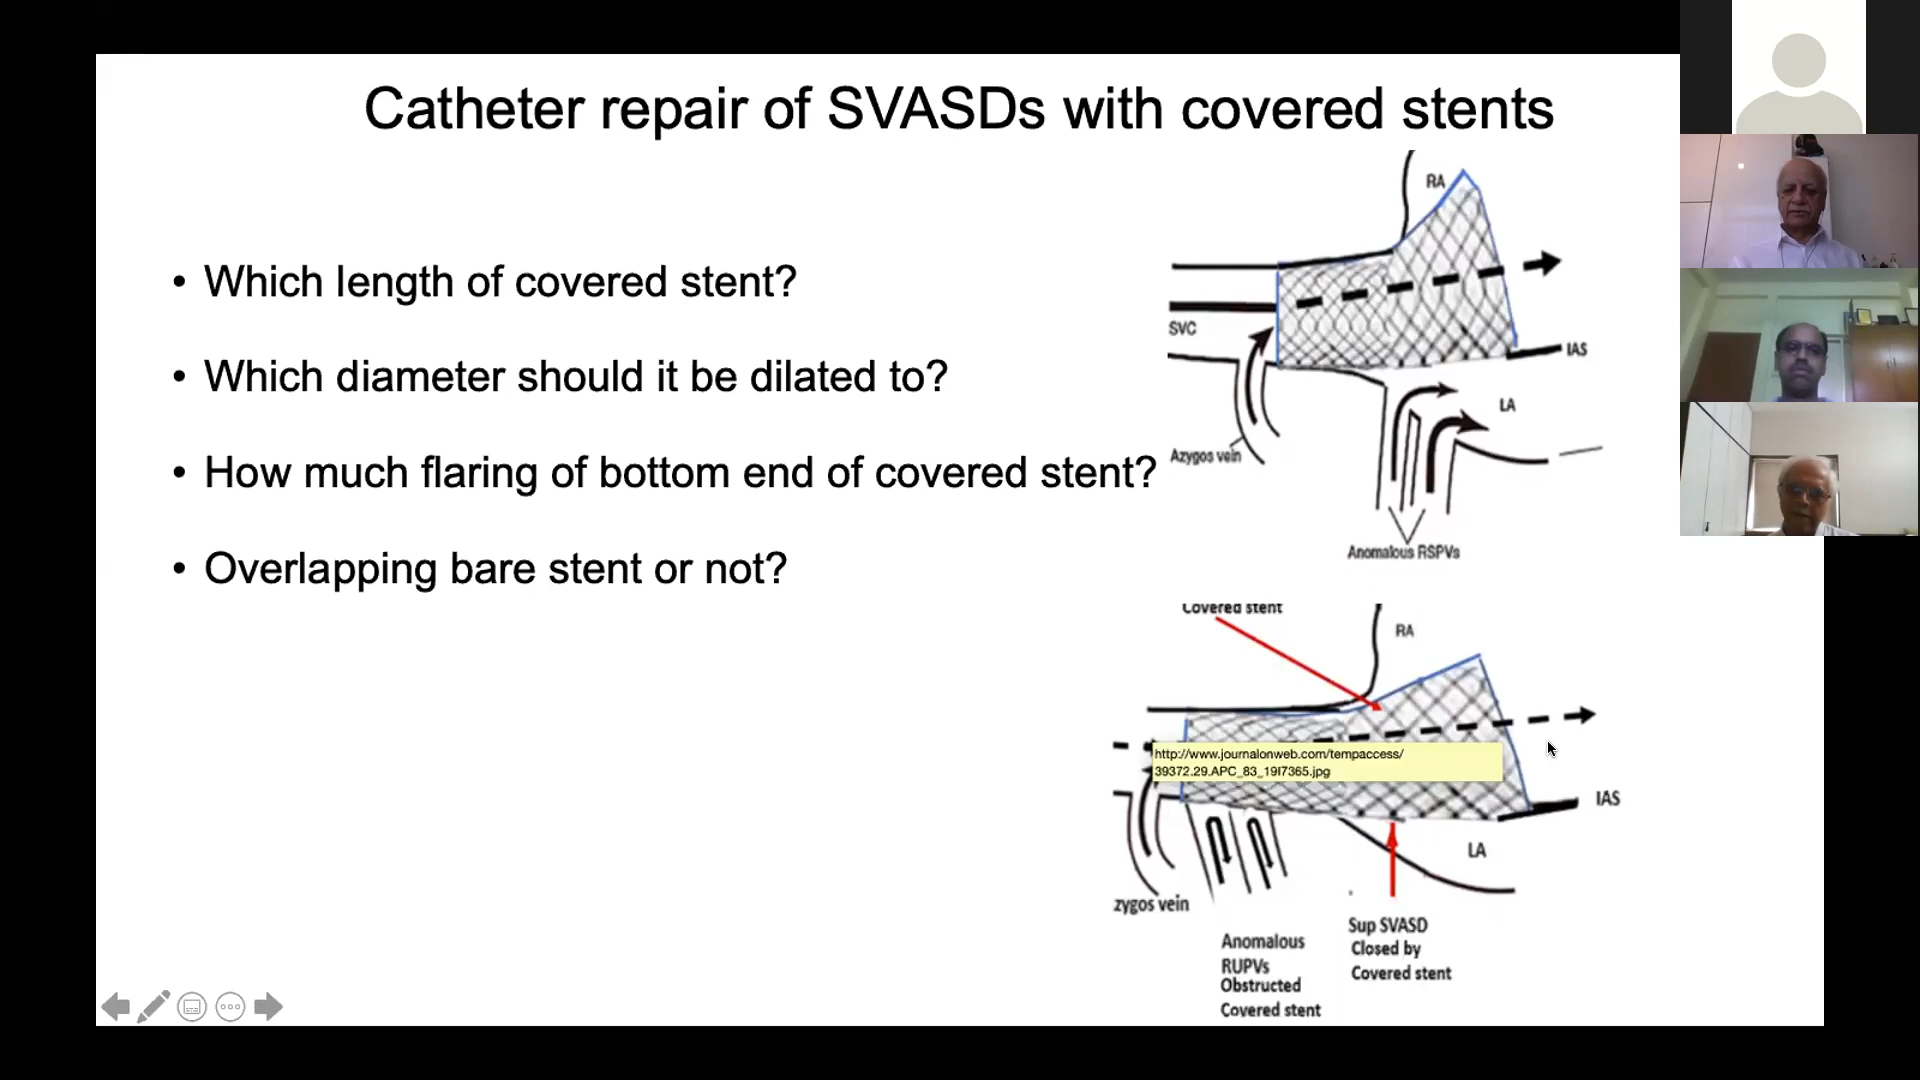 Catheter repair of SVASDs with covered stents
• Which length of covered stent?
• Which diameter should it be dilated to?
• How much flaring of bottom end of covered stent?
• Overlapping bare stent or not?
RA
SVC
IAS
LA
Azygos vein
Anomalous RSPVs
Covered stent
RA
http://www.journalonweb.com/tempaccess/
39372.29.APC_83_19I7365.jpg
IAS
LA
zygos vein
Anomalous
RUPVs
Obstructed
Covered stent
Sup SVASD
Closed by
Covered stent